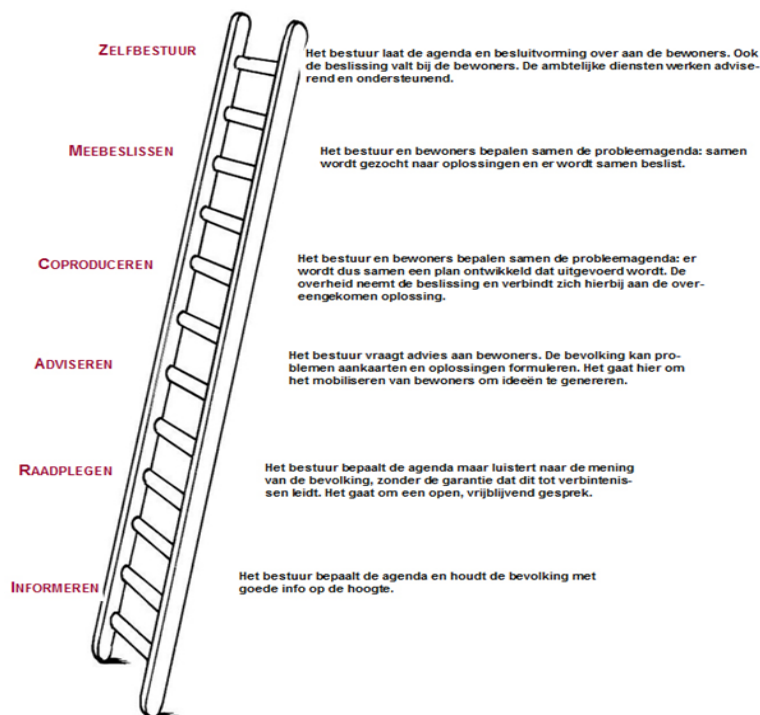 ZELFBESTUUR
Het bestuur laat de agenda en besluitvorming over aan de bewoners. Ook
de beslissing valt bij de bewoners. De ambtelijke diensten werken advise-
rend en ondersteunend.
MEEBESLISSEN
Het bestuur en bewoners bepalen samen de probleemagenda: samen
wordt gezocht naar oplossingen en er wordt samen beslist.
COPRODUCEREN
Het bestuur en bewoners bepalen samen de probleemagenda: er
wordt dus samen een plan ontwikkeld dat uitgevoerd wordt. De
overheid neemt de beslissing en verbindt zich hierbij aan de over-
eengekomen oplossing.
ADVISEREN
Het bestuur vraagt advies aan bewoners. De bevolking kan pro-
blemen aankaarten en oplossingen formuleren. Het gaat hier om
het mobiliseren van bewoners om ideeën te genereren.
RAADPLEGEN
Het bestuur bepaalt de agenda maar luistert naar de mening
van de bevolking, zonder de garantie dat dit tot verbintenis-
sen leidt. Het gaat om een open, vrijblijvend gesprek.
INFORMEREN
Het bestuur bepaalt de agenda en houdt de bevolking met
goede info op de hoogte.